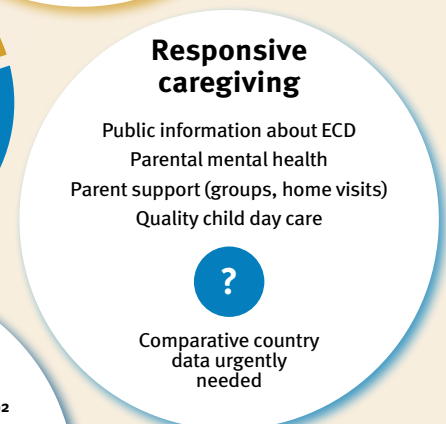 Responsive
caregiving
Public information about ECD
Parental mental health
Parent support (groups, home visits)
Quality child day care
?
Comparative country
data urgently
needed